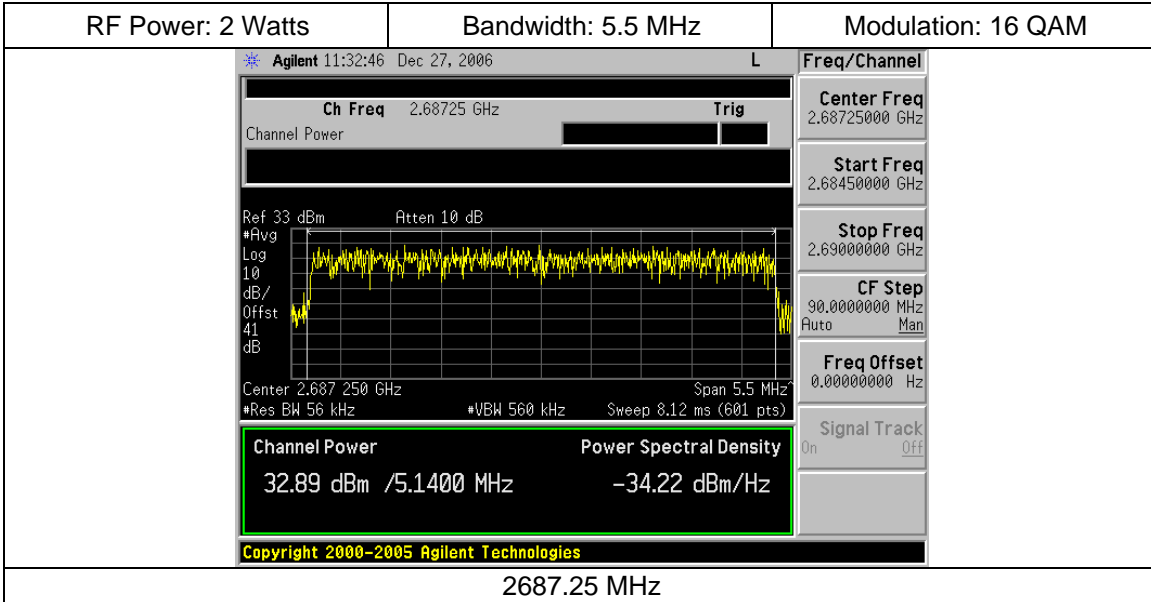 RF Power: 2 Watts
Bandwidth: 5.5 MHz
Modulation: 16 QAM
Agilent 11:32:46 Dec 27, 2006 L
Ch Freq 2.68725 GHz Trig
Channel Power
Ref 33 dBm Atten 10 dB
#Avg
Log
10
dB/
Offst
41
dB
Center 2.687 250 GHz Span 5.5 MHz^
#Res BW 56 kHz #VBW 560 kHz Sweep 8.12 ms (601 pts)
Channel Power Power Spectral Density
32.89 dBm /5.1400 MHz -34.22 dBm/Hz
Copyright 2000-2005 Agilent Technologies
Freq/Channel
Center Freq
2.68725000 GHz
Start Freq
2.68450000 GHz
Stop Freq
2.69000000 GHz
CF Step
90.0000000 MHz
Auto Man
Freq Offset
0.00000000 Hz
Signal Track
On Off
2687.25 MHz